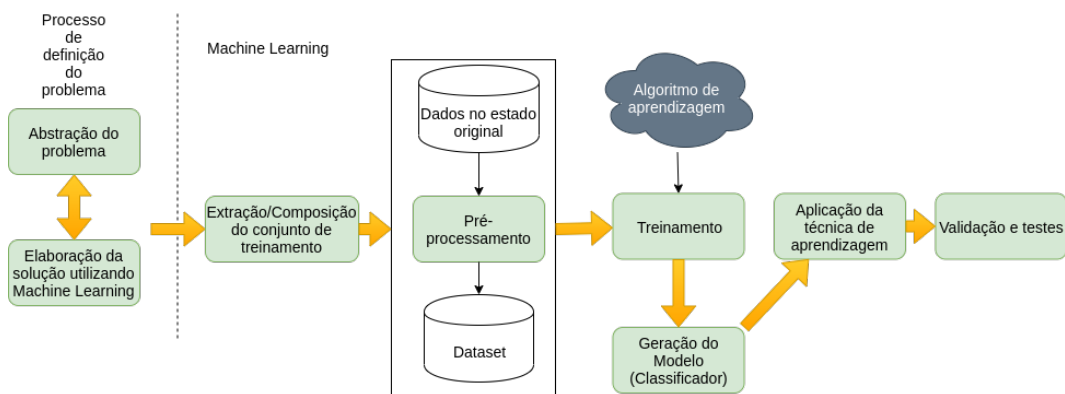 Processo
de
definição
do
problema
Machine Learning
Abstração do
problema
Elaboração da
solução utilizando
Machine Learning
Extração/Composição
do conjunto de
treinamento
Dados no estado
original
Pré-
processamento
Dataset
Algoritmo de
aprendizagem
Treinamento
Geração do
Modelo
(Classificador)
Aplicação da
técnica de
aprendizagem
Validação e testes